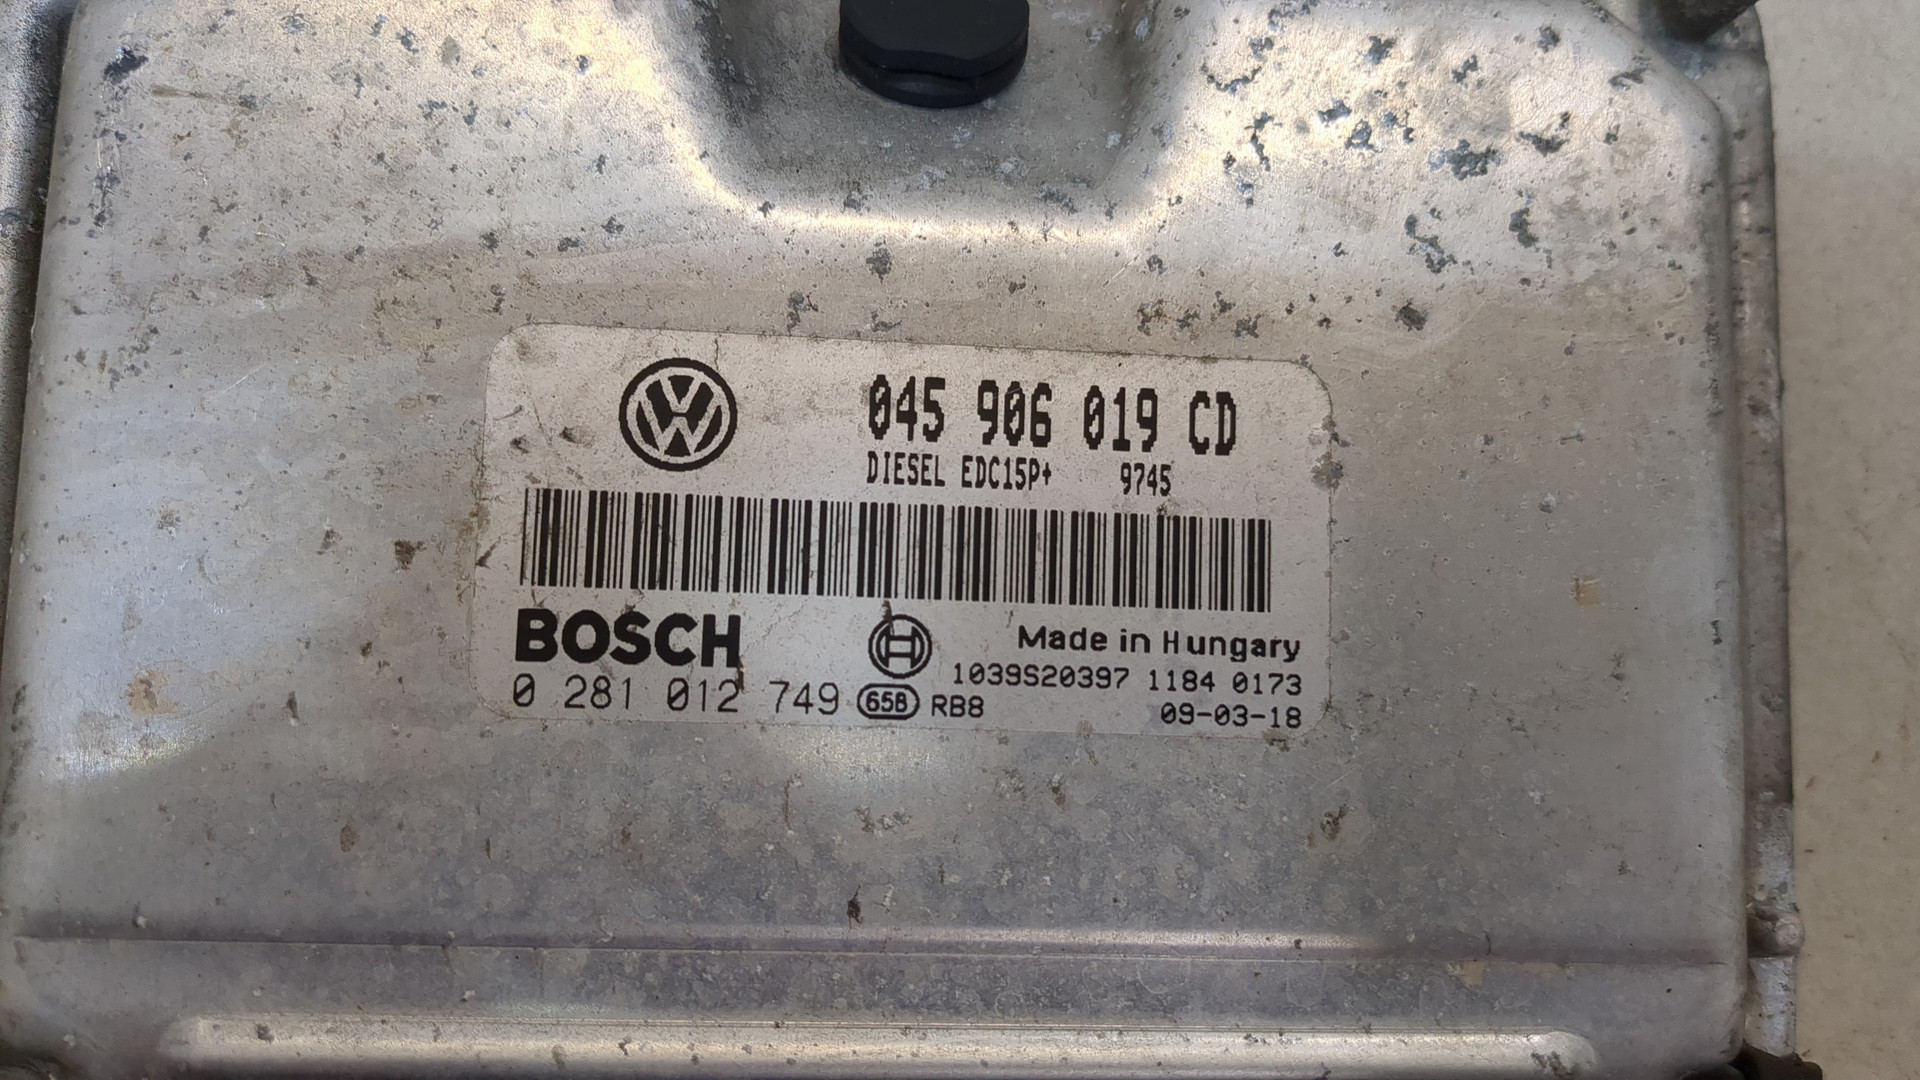 045 906 019 CD
DIESEL EDC15P+ 9745
BOSCH
Made in Hungary
1039S20397 1184 0173
0 281 012 749 658 RB8
09-03-18